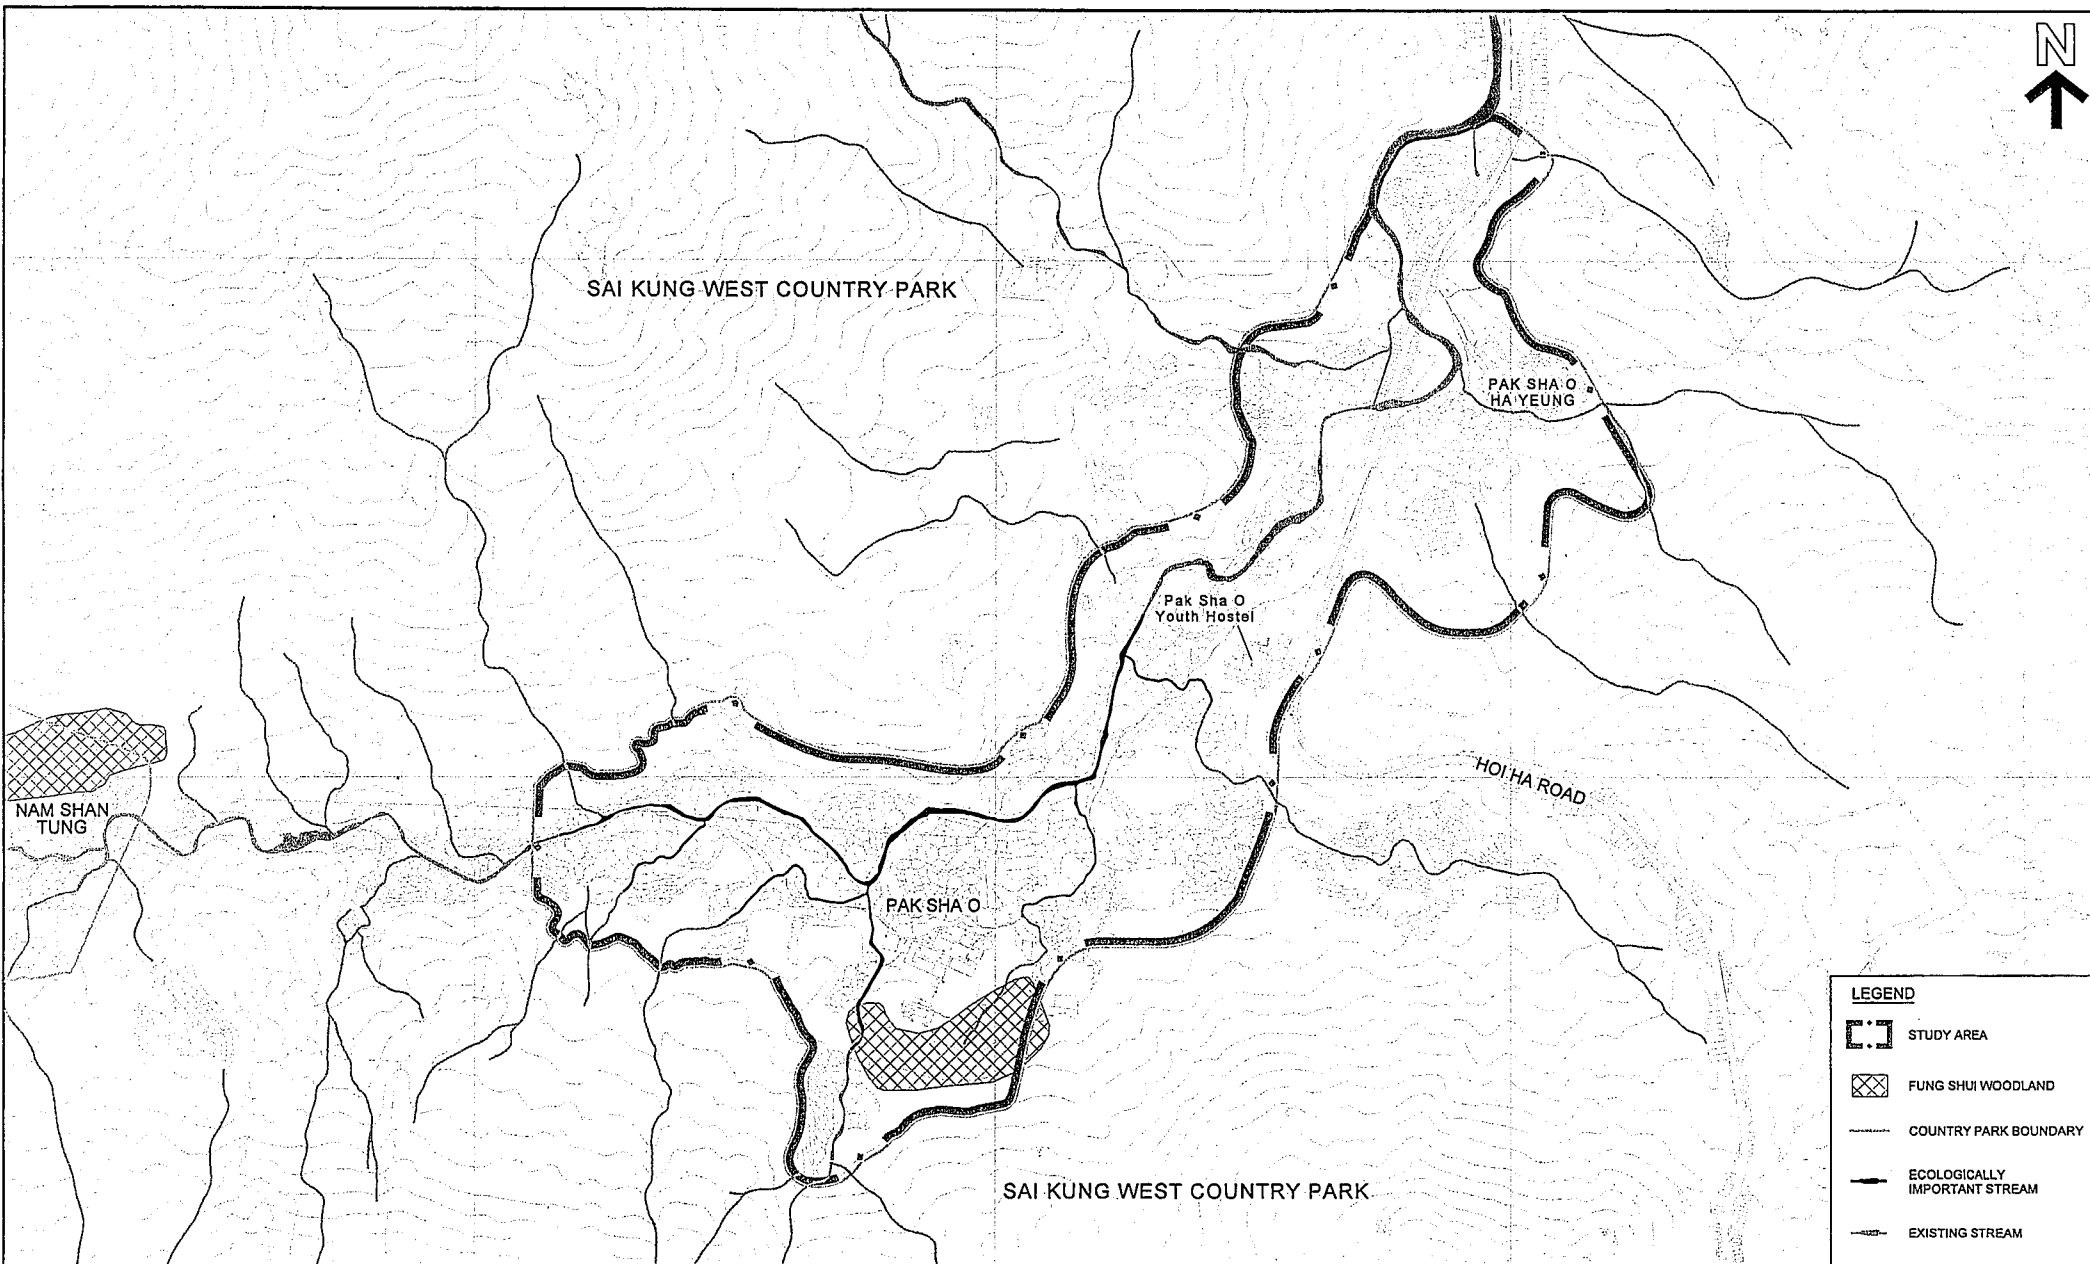 N
SAI KUNG WEST COUNTRY PARK
PAK SHA O
HA YEUNG
Pak Sha O
Youth Hostel
HOI HA ROAD
NAM SHAN
TUNG
PAK SHA O
SAI KUNG WEST COUNTRY PARK
LEGEND
STUDY AREA
FUNG SHUI WOODLAND
COUNTRY PARK BOUNDARY
ECOLOGICALLY
IMPORTANT STREAM
EXISTING STREAM